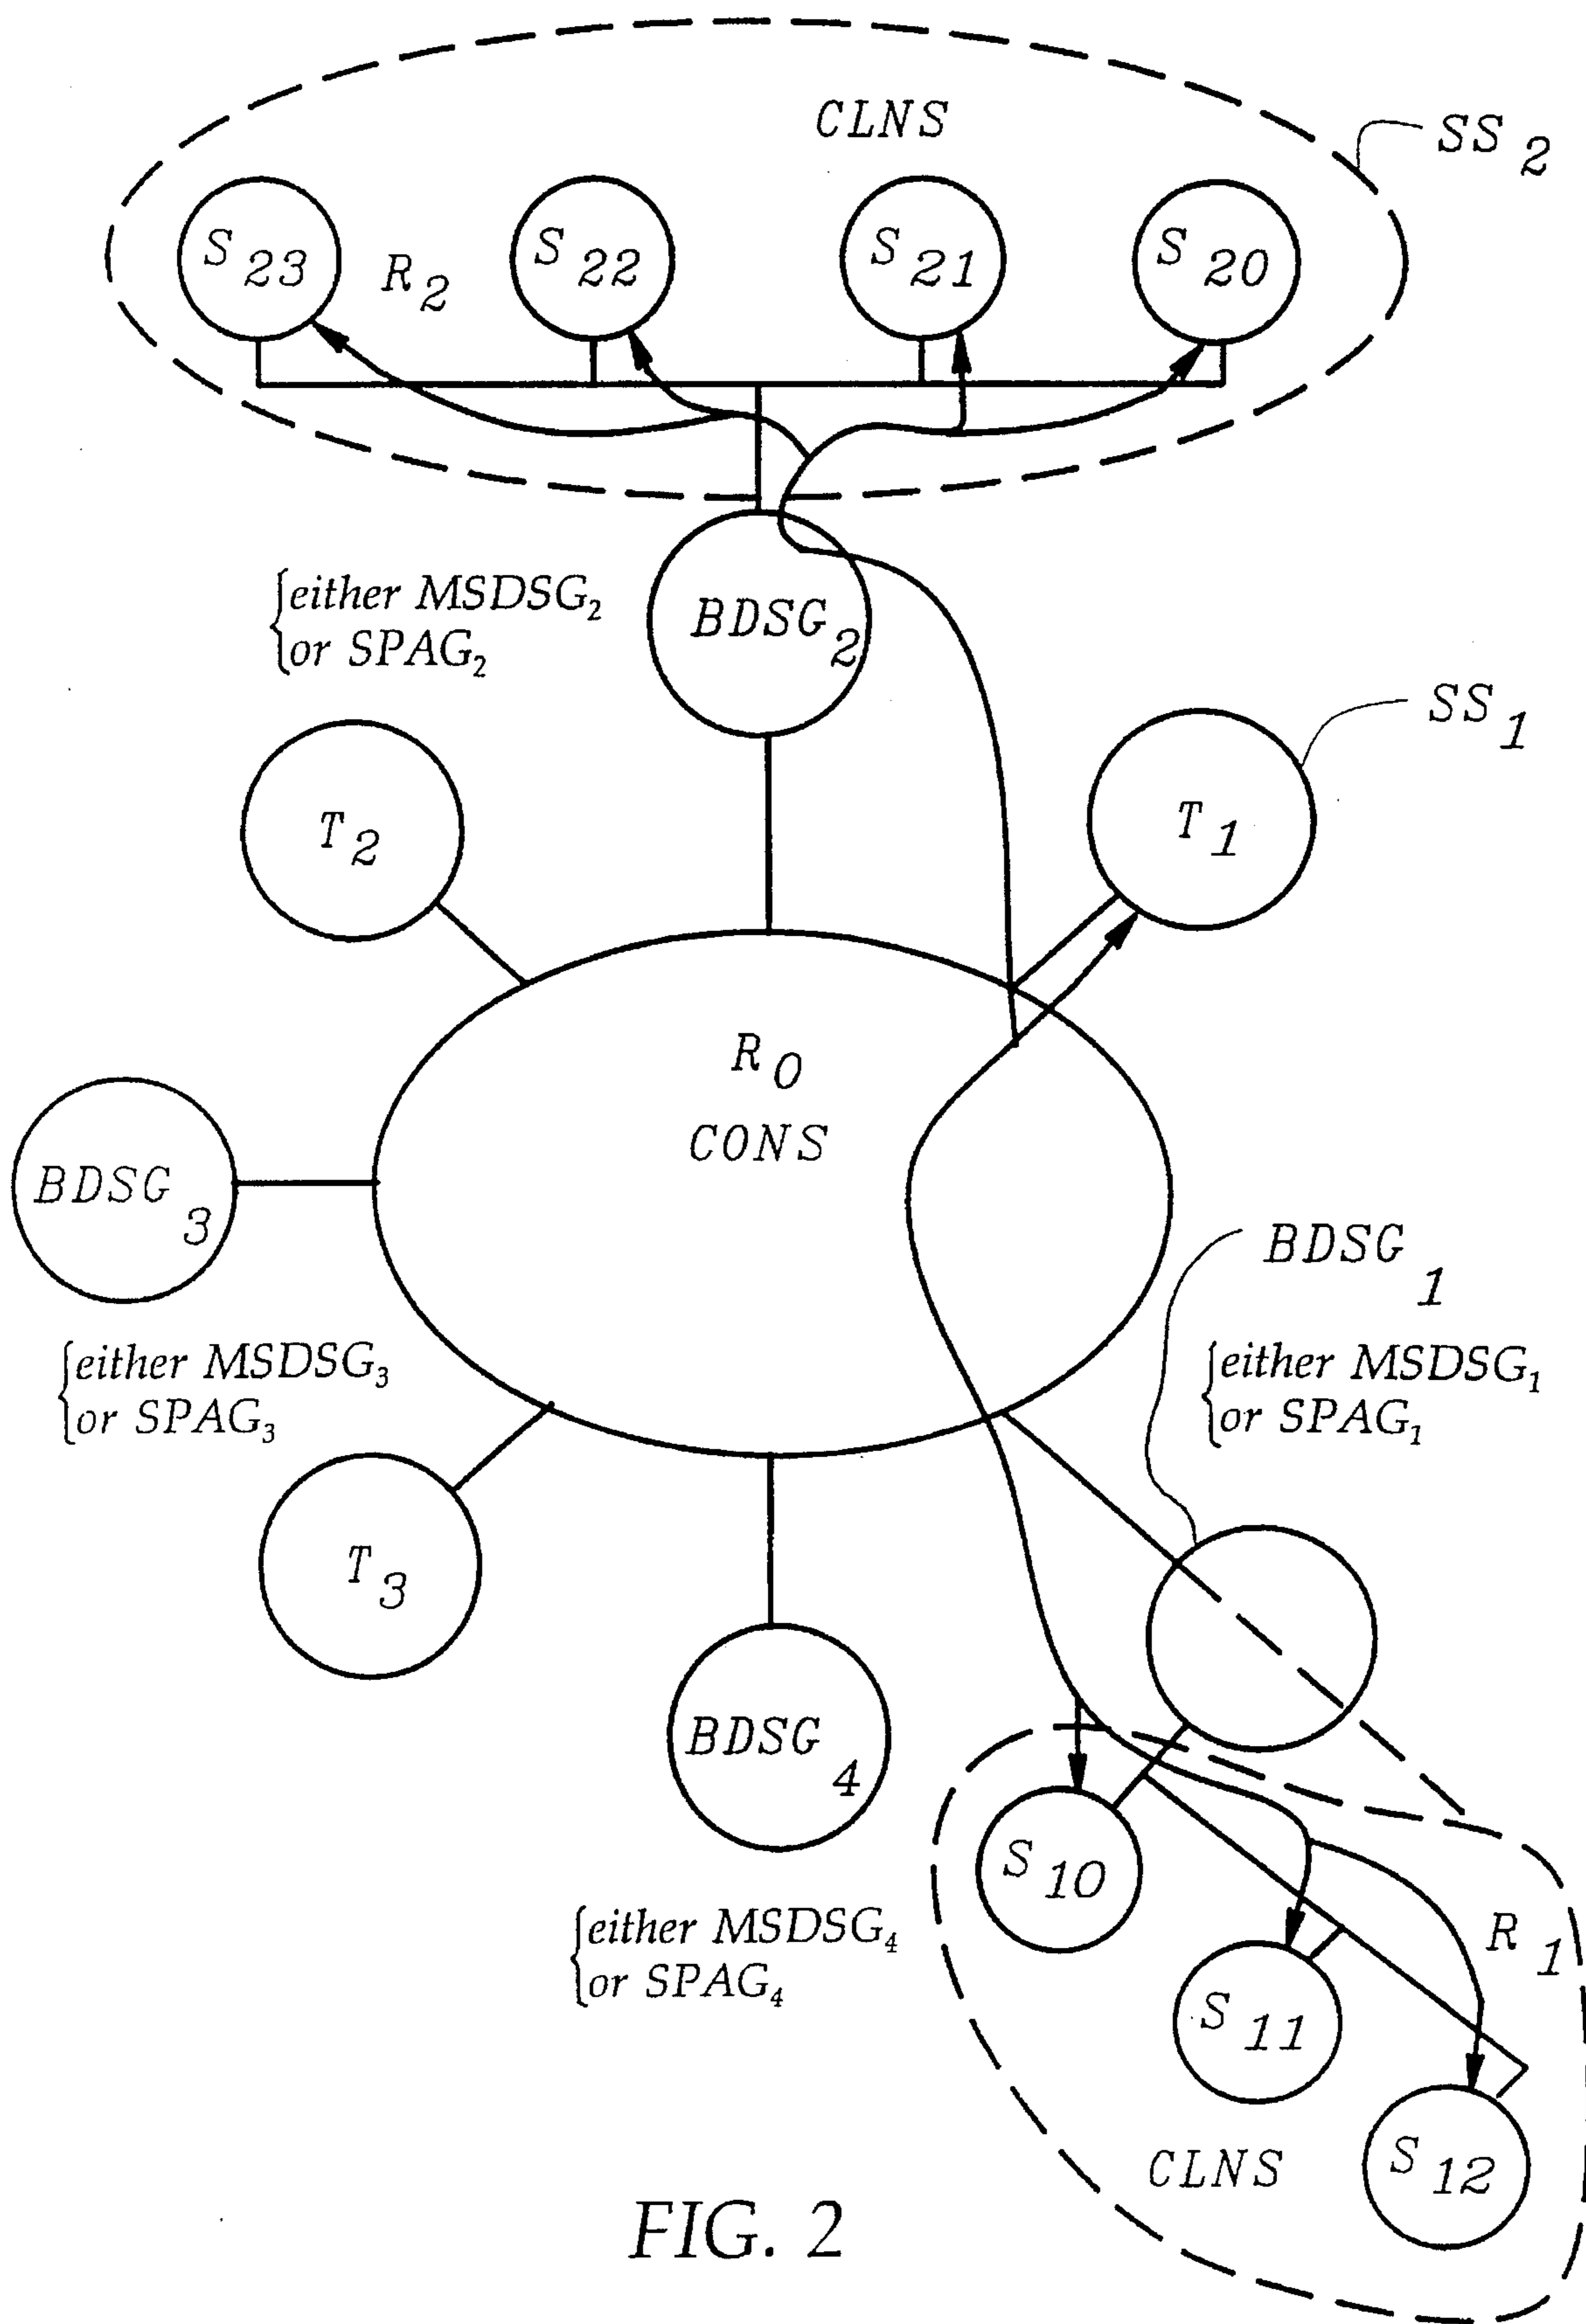 CLNS
SS 2
S 23
R 2
S 22
S 21
S 20
either MSDSG2
or SPAG2
BDSG 2
SS 1
T 2
T 1
R 0
CONS
BDSG 3
BDSG 1
either MSDSG3
or SPAG3
either MSDSG1
or SPAG1
T 3
BDSG 4
S 10
either MSDSG4
or SPAG4
R 1
S 11
CLNS
S 12
FIG. 2